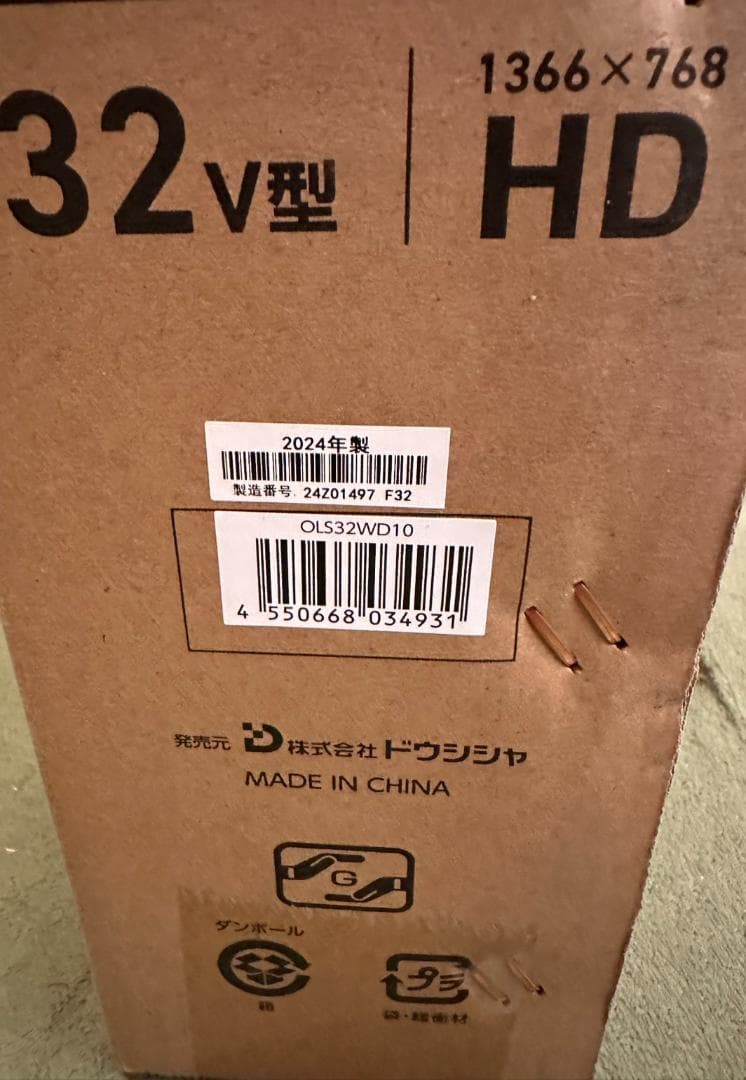 1366×768
32V型
HD
2024年製
製造番号. 24Z01497 F32
OLS32WD10
4 550668 034931
発売元 D 株式会社 ドウシシャ
MADE IN CHINA
G
ダンボール
箱
プラ
袋・緩衝材